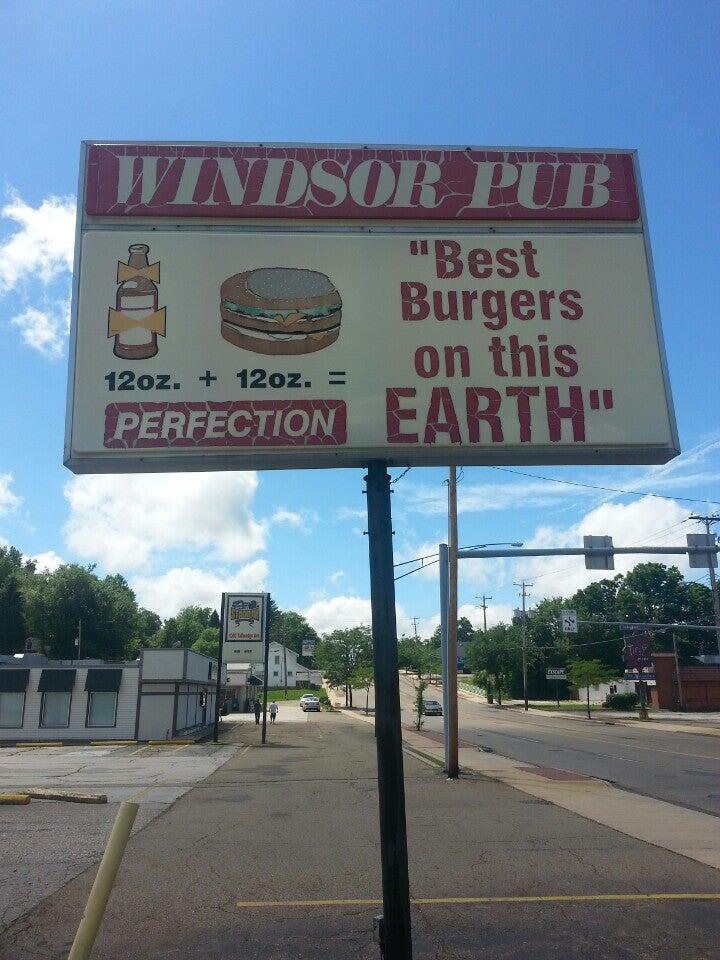 WINDSOR PUB
"Best
Burgers
on this
EARTH"
12oz. + 12oz. =
PERFECTION